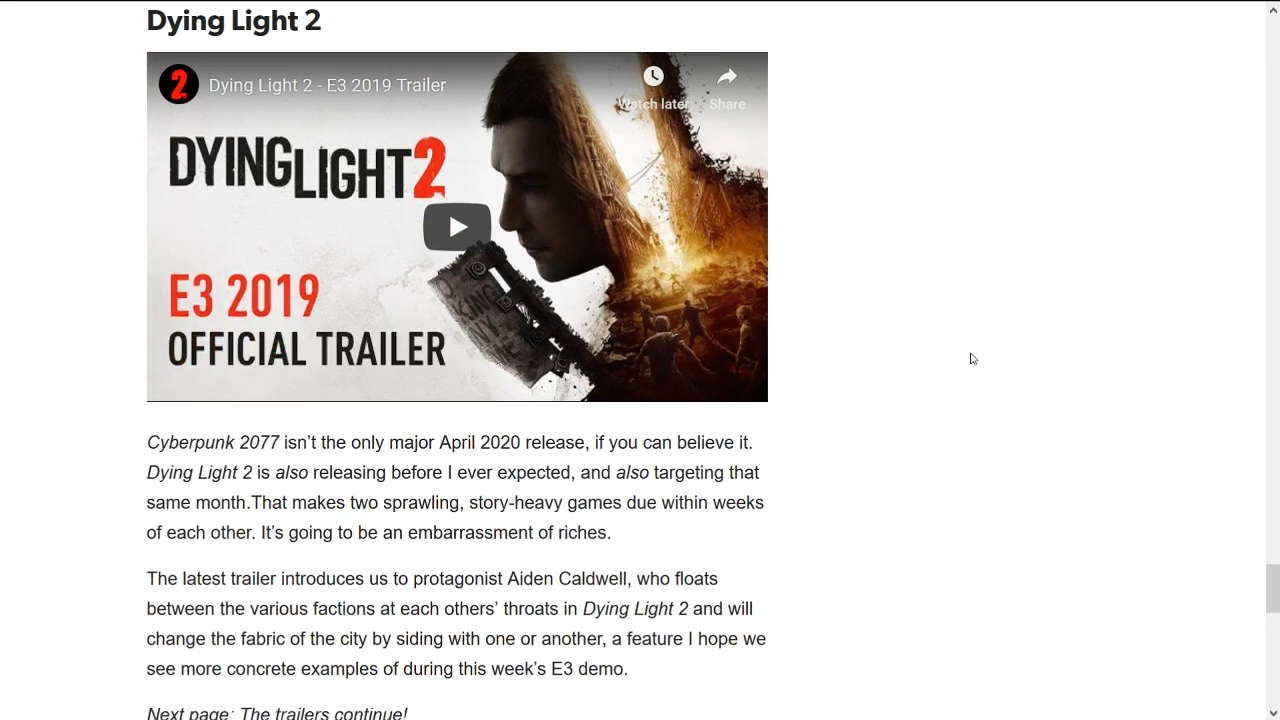 Dying Light 2
2
Dying Light 2 - E3 2019 Trailer
Watch later
Share
DYING LIGHT 2
E3 2019
OFFICIAL TRAILER
Cyberpunk 2077 isn’t the only major April 2020 release, if you can believe it.
Dying Light 2 is also releasing before I ever expected, and also targeting that
same month.That makes two sprawling, story-heavy games due within weeks
of each other. It’s going to be an embarrassment of riches.
The latest trailer introduces us to protagonist Aiden Caldwell, who floats
between the various factions at each others’ throats in Dying Light 2 and will
change the fabric of the city by siding with one or another, a feature I hope we
see more concrete examples of during this week’s E3 demo.
Next page: The trailers continue!